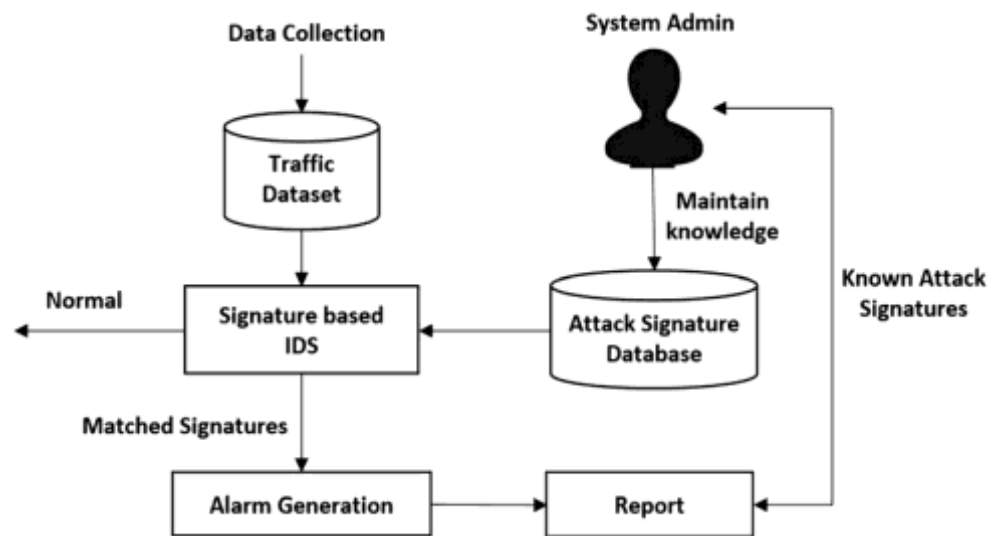 Data Collection
System Admin
Traffic
Dataset
Maintain
knowledge
Normal
Signature based
IDS
Attack Signature
Database
Known Attack
Signatures
Matched Signatures
Alarm Generation
Report